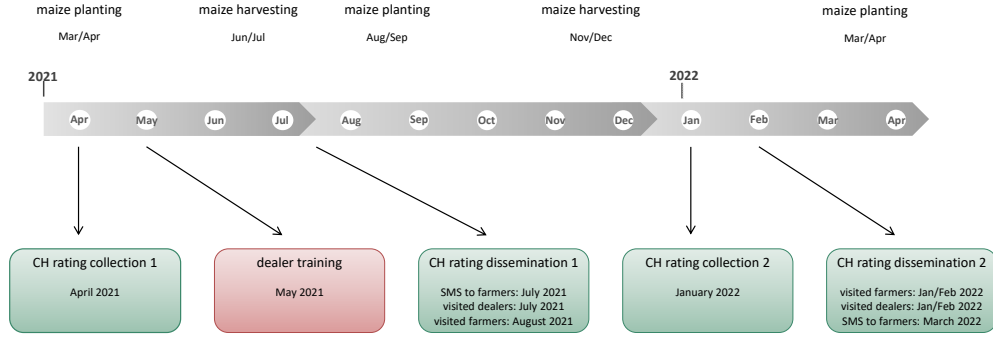 maize planting
Mar/Apr
maize harvesting
Jun/Jul
maize planting
Aug/Sep
maize harvesting
Nov/Dec
maize planting
Mar/Apr
2021
2022
Apr
May
Jun
Jul
Aug
Sep
Oct
Nov
Dec
Jan
Feb
Mar
Apr
CH rating collection 1
April 2021
dealer training
May 2021
CH rating dissemination 1
SMS to farmers: July 2021
visited dealers: July 2021
visited farmers: August 2021
CH rating collection 2
January 2022
CH rating dissemination 2
visited farmers: Jan/Feb 2022
visited dealers: Jan/Feb 2022
SMS to farmers: March 2022